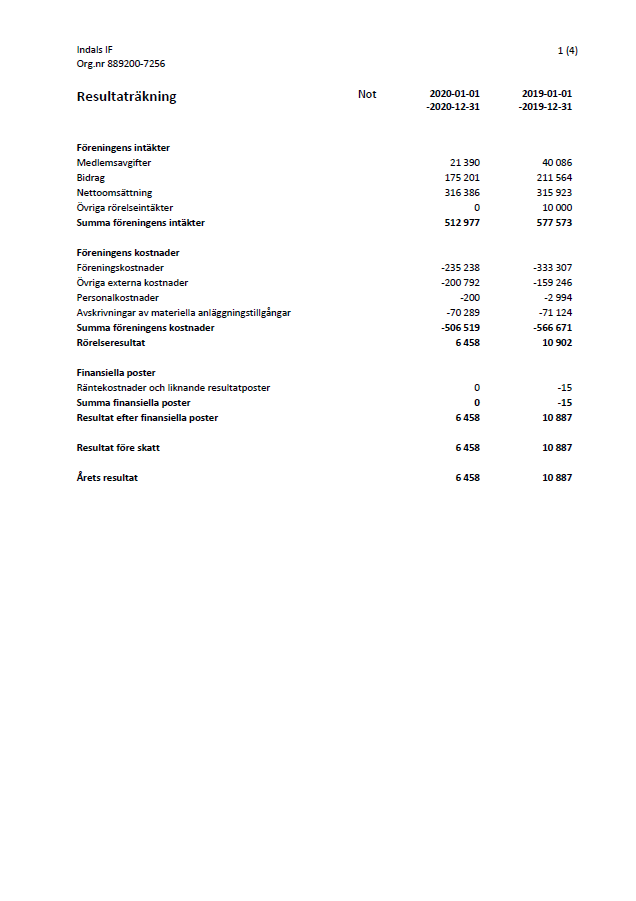 Indals IF 1 (4)
Org.nr 889200-7256
Resultaträkning Not 2020-01-01 2019-01-01
-2020-12-31 -2019-12-31
Föreningens intäkter
Medlemsavgifter 21 390 40 086
Bidrag 175 201 211 564
Nettoomsättning 316 386 315 923
Övriga rörelseintäkter 0 10 000
Summa föreningens intäkter 512 977 577 573
Föreningens kostnader
Föreningskostnader -235 238 -333 307
Övriga externa kostnader -200 792 -159 246
Personalkostnader -200 -2 994
Avskrivningar av materiella anläggningstillgångar -70 289 -71 124
Summa föreningens kostnader -506 519 -566 671
Rörelseresultat 6 458 10 902
Finansiella poster
Räntekostnader och liknande resultatposter 0 -15
Summa finansiella poster 0 -15
Resultat efter finansiella poster 6 458 10 887
Resultat före skatt 6 458 10 887
Årets resultat 6 458 10 887